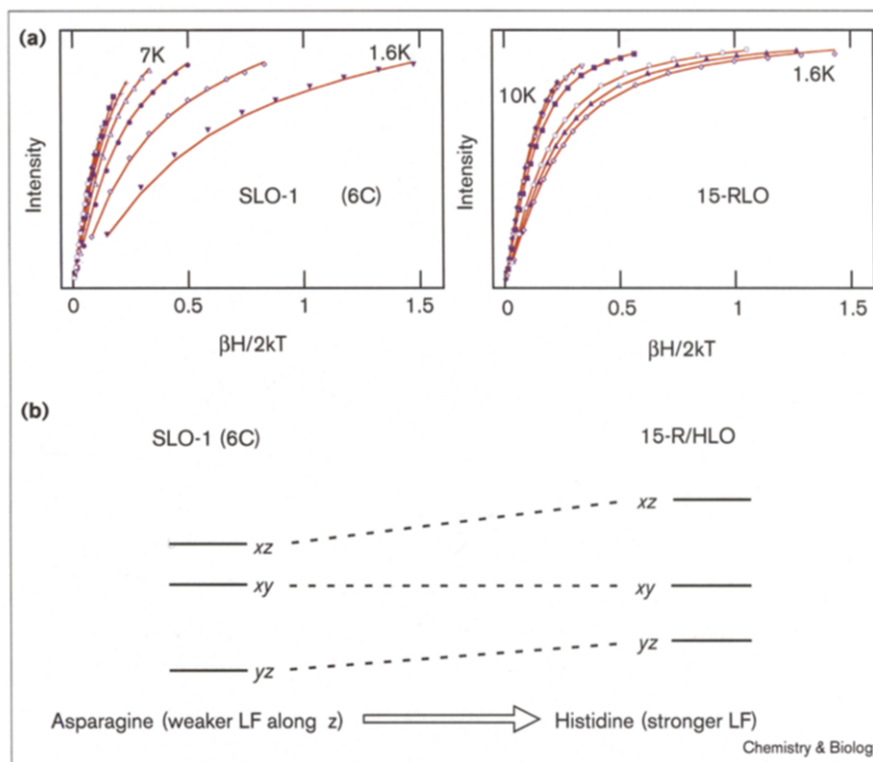 (a)
7K
1.6K
Intensity
SLO-1 (6C)
0 0.5 1 1.5
βH/2kT
10K
1.6K
Intensity
15-RLO
0 0.5 1 1.5
βH/2kT
(b)
SLO-1 (6C) 15-R/HLO
xz xz
xy xy
yz yz
Asparagine (weaker LF along z) Histidine (stronger LF)
Chemistry & Biolog